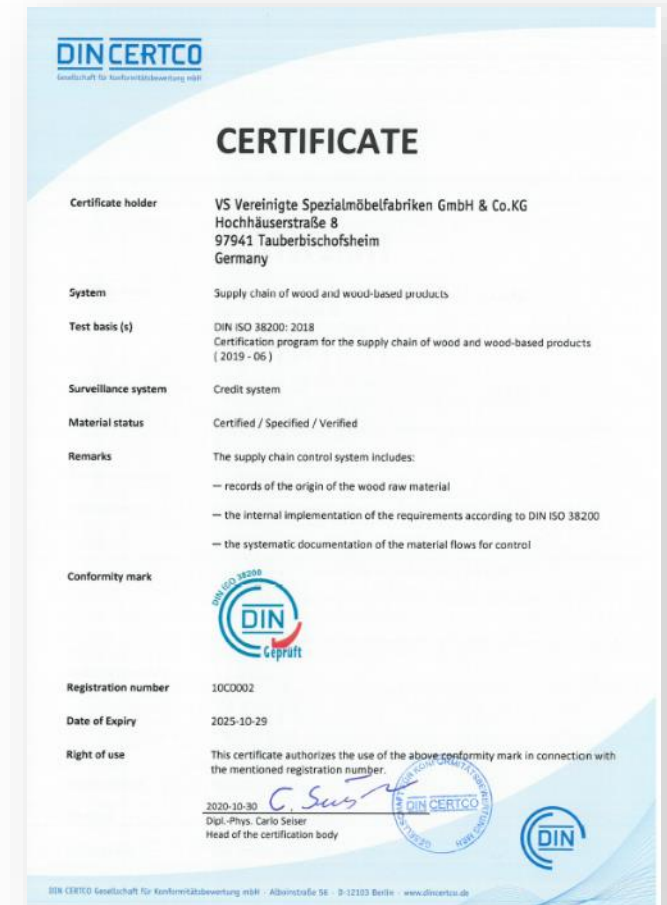 DIN CERTCO
Gesellschaft für Konformitätsbewertung mbH
CERTIFICATE
Certificate holder
VS Vereinigte Spezialmöbelfabriken GmbH & Co.KG
Hochhäuserstraße 8
97941 Tauberbischofsheim
Germany
System
Supply chain of wood and wood-based products
Test basis (s)
DIN ISO 38200: 2018
Certification program for the supply chain of wood and wood-based products
( 2019 - 06 )
Surveillance system
Credit system
Material status
Certified / Specified / Verified
Remarks
The supply chain control system includes:
— records of the origin of the wood raw material
— the internal implementation of the requirements according to DIN ISO 38200
— the systematic documentation of the material flows for control
Conformity mark
DIN ISO 38200
DIN
Geprüft
Registration number
10C0002
Date of Expiry
2025-10-29
Right of use
This certificate authorizes the use of the above conformity mark in connection with
the mentioned registration number.
2020-10-30
Dipl.-Phys. Carlo Seiser
Head of the certification body
GESELLSCHAFT FÜR KONFORMITÄTSBEWERTUNG MBH
DIN CERTCO
DIN
DIN CERTCO Gesellschaft für Konformitätsbewertung mbH - Alboinstraße 56 - D-12103 Berlin - www.dincertco.de